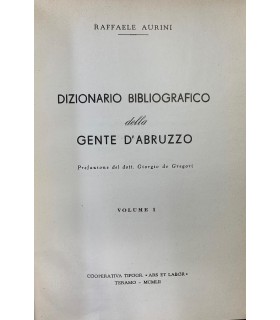 RAFFAELE AURINI
DIZIONARIO BIBLIOGRAFICO
della
GENTE D'ABRUZZO
Prefazione del dott. Giorgio de Gregori
VOLUME I
COOPERATIVA TIPOGR. «ARS ET LABOR»
TERAMO - MCMLII